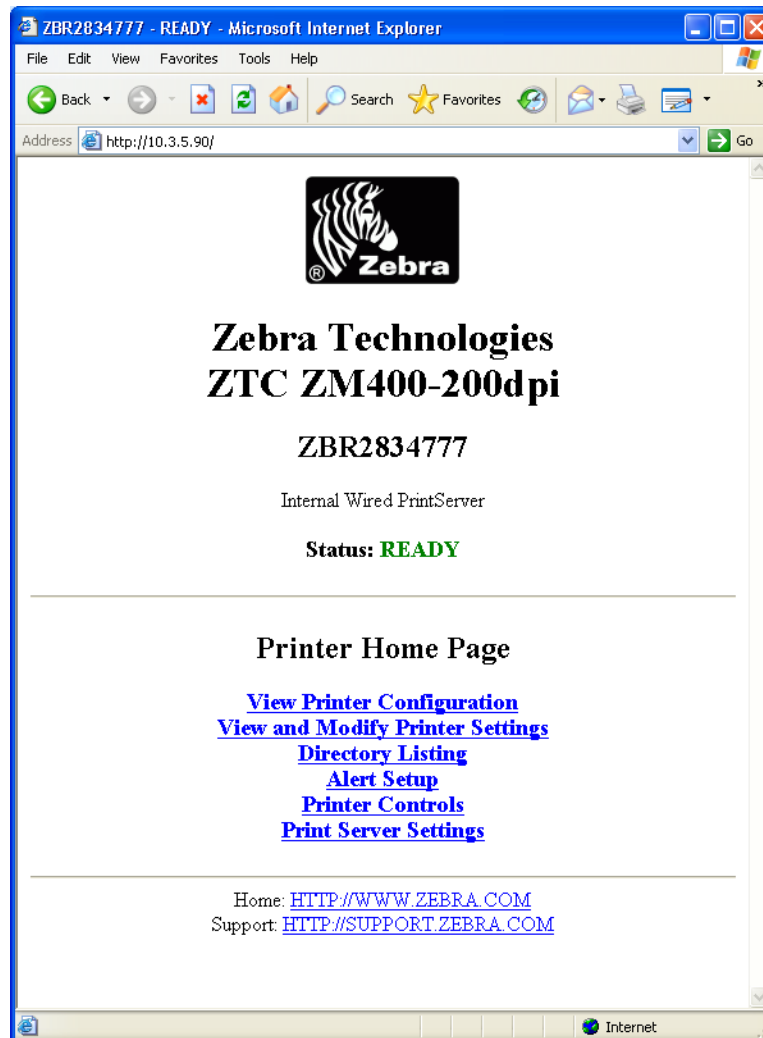 ZBR2834777 - READY - Microsoft Internet Explorer
File Edit View Favorites Tools Help
Back Search Favorites
Address http://10.3.5.90/ Go
® Zebra
Zebra Technologies
ZTC ZM400-200dpi
ZBR2834777
Internal Wired PrintServer
Status: READY
Printer Home Page
View Printer Configuration
View and Modify Printer Settings
Directory Listing
Alert Setup
Printer Controls
Print Server Settings
Home: HTTP://WWW.ZEBRA.COM
Support: HTTP://SUPPORT.ZEBRA.COM
Internet